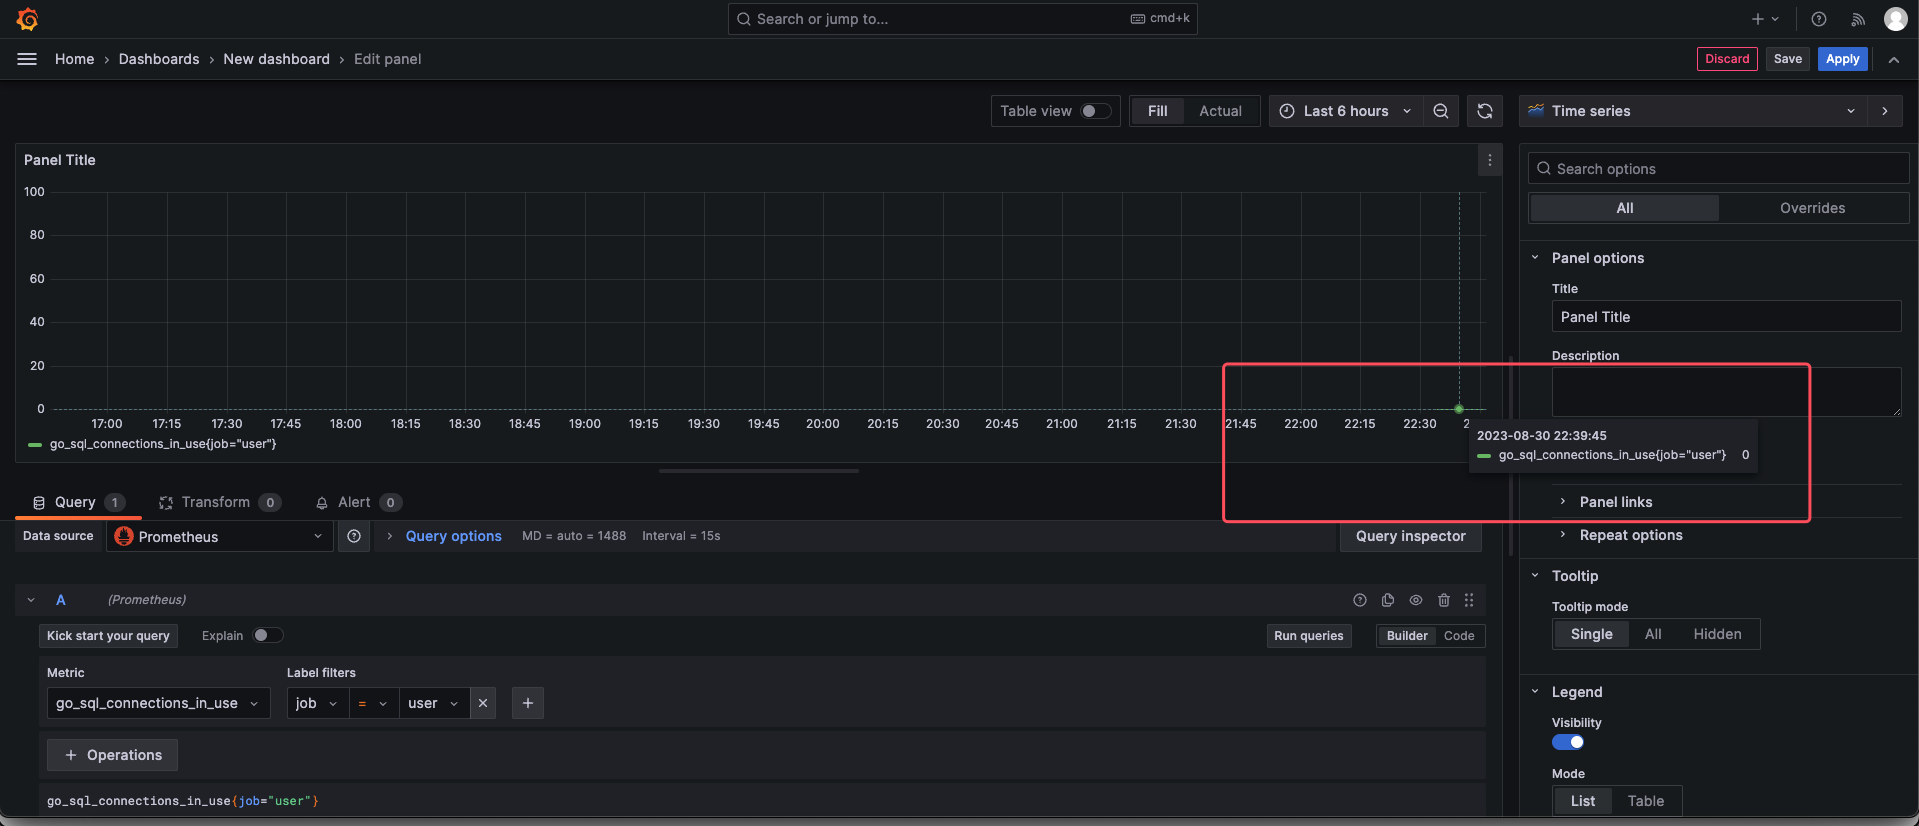 Search or jump to... cmd+k
Home › Dashboards › New dashboard › Edit panel
Discard Save Apply
Table view Fill Actual Last 6 hours
Time series
Panel Title
100
80
60
40
20
0
17:00 17:15 17:30 17:45 18:00 18:15 18:30 18:45 19:00 19:15 19:30 19:45 20:00 20:15 20:30 20:45 21:00 21:15 21:30 21:45 22:00 22:15 22:30
go_sql_connections_in_use{job="user"}
2023-08-30 22:39:45
go_sql_connections_in_use{job="user"} 0
Query 1 Transform 0 Alert 0
Data source Prometheus Query options MD = auto = 1488 Interval = 15s Query inspector
A (Prometheus)
Kick start your query Explain Run queries Builder Code
Metric Label filters
go_sql_connections_in_use job = user
+ Operations
go_sql_connections_in_use{job="user"}
Search options
All Overrides
Panel options
Title
Panel Title
Description
Panel links
Repeat options
Tooltip
Tooltip mode
Single All Hidden
Legend
Visibility
Mode
List Table